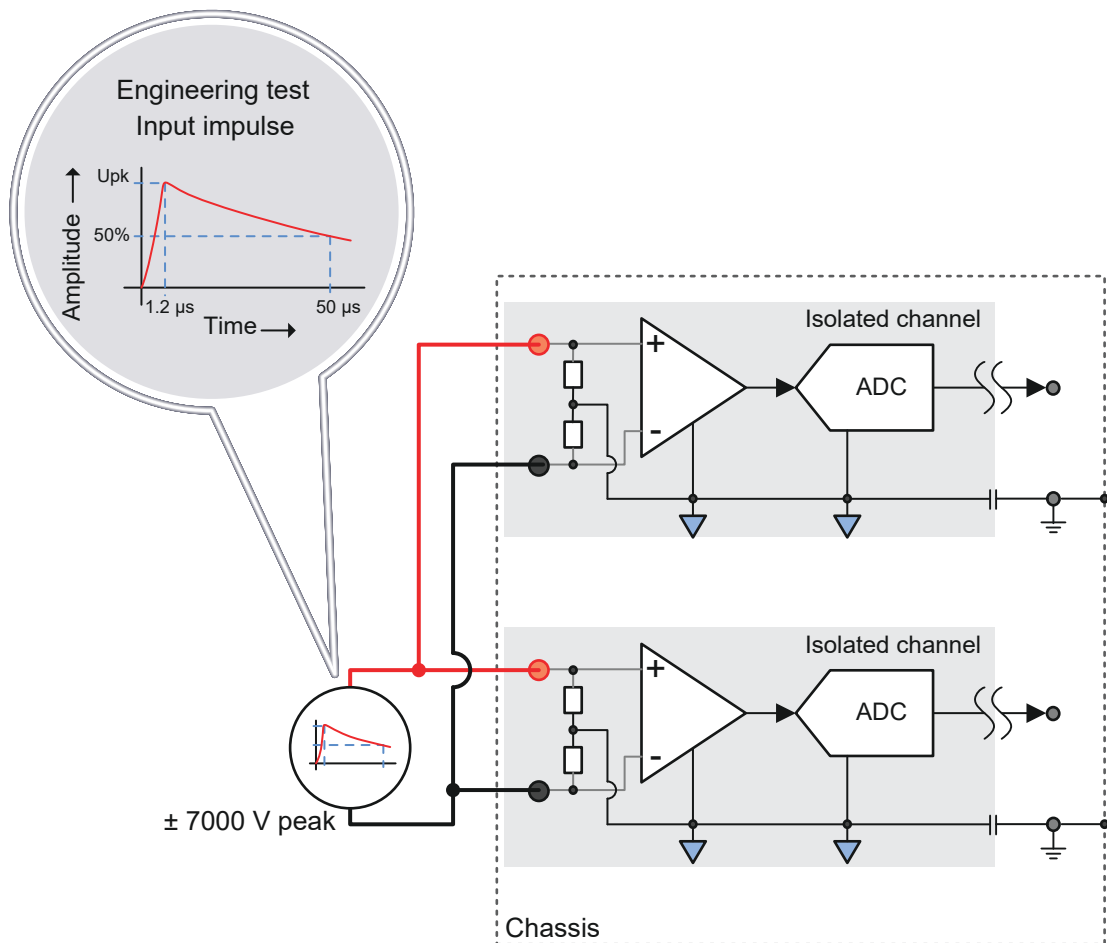 Engineering test
Input impulse
Upk
50%
Amplitude
1.2 µs
50 µs
Time
Isolated channel
+
-
ADC
Isolated channel
+
-
ADC
± 7000 V peak
Chassis